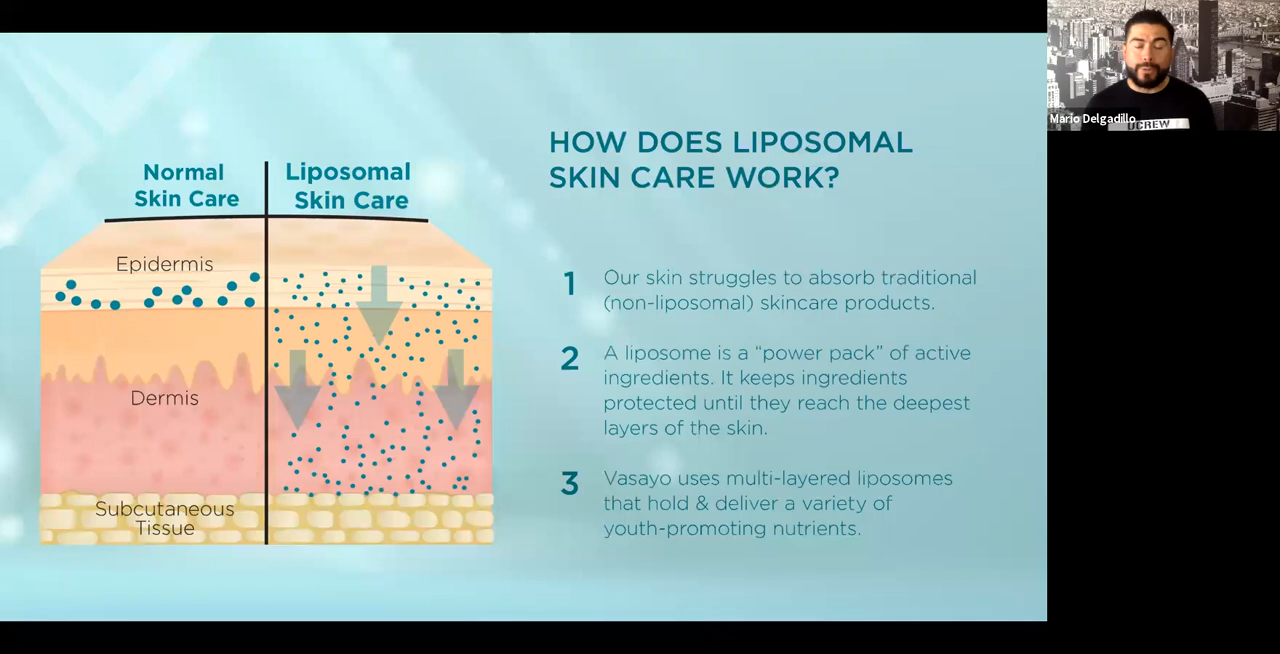 HOW DOES LIPOSOMAL
SKIN CARE WORK?
Normal
Skin Care
Liposomal
Skin Care
Epidermis
Dermis
Subcutaneous
Tissue
1
Our skin struggles to absorb traditional
(non-liposomal) skincare products.
2
A liposome is a “power pack” of active
ingredients. It keeps ingredients
protected until they reach the deepest
layers of the skin.
3
Vasayo uses multi-layered liposomes
that hold & deliver a variety of
youth-promoting nutrients.
Mario Delgadillo
UCREW